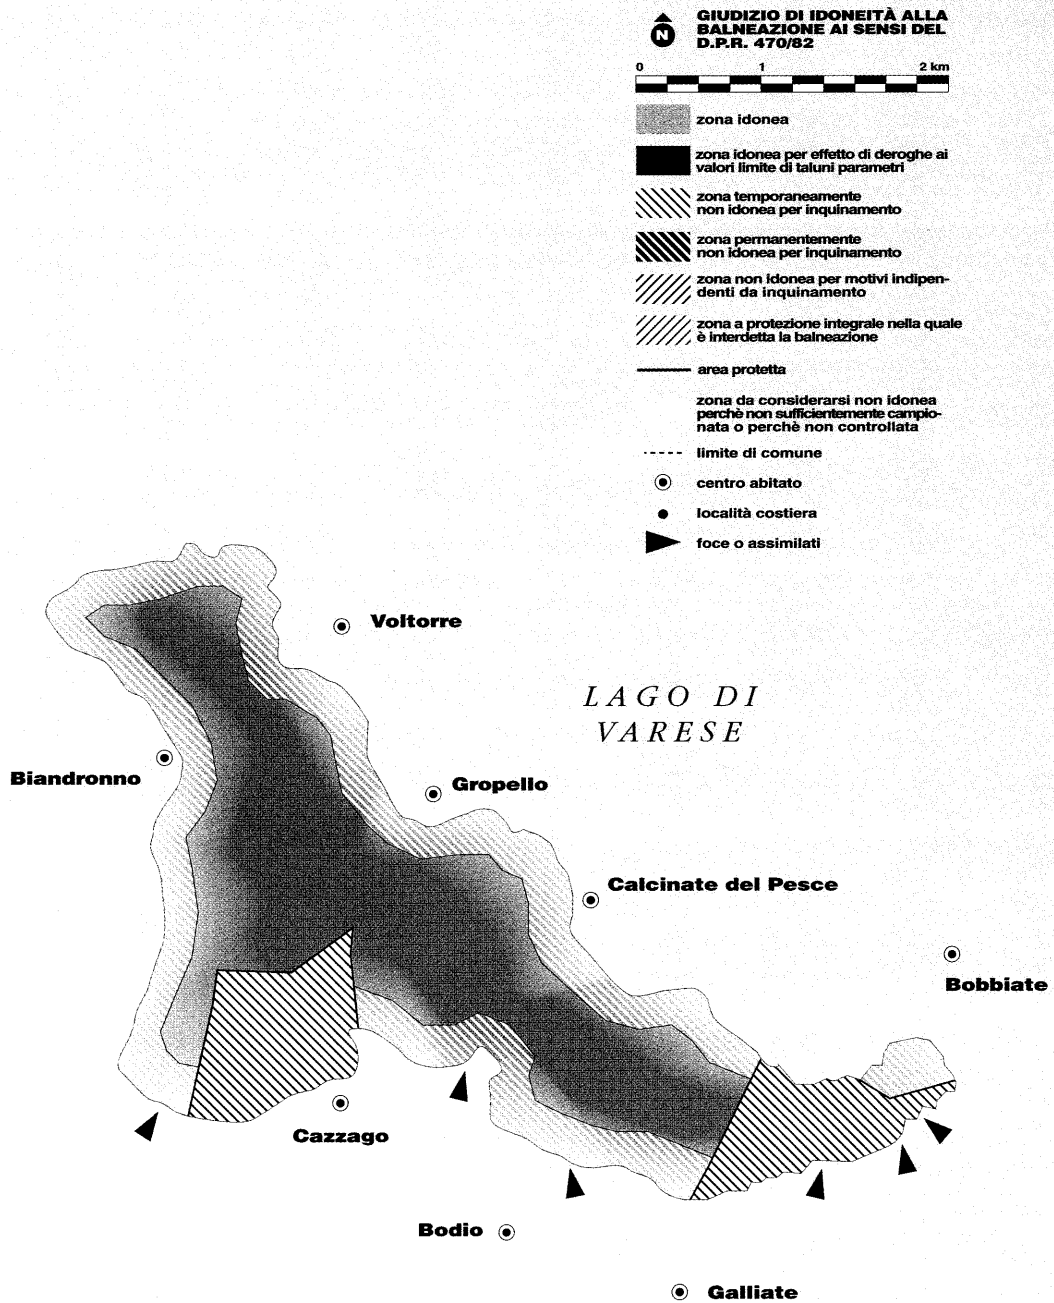 GIUDIZIO DI IDONEITÀ ALLA
BALNEAZIONE AI SENSI DEL
D.P.R. 470/82
N
0 1 2 km
zona idonea
zona idonea per effetto di deroghe ai
valori limite di taluni parametri
zona temporaneamente
non idonea per inquinamento
zona permanentemente
non idonea per inquinamento
zona non idonea per motivi indipen-
denti da inquinamento
zona a protezione integrale nella quale
è interdetta la balneazione
area protetta
zona da considerarsi non idonea
perchè non sufficientemente campio-
nata o perchè non controllata
limite di comune
centro abitato
località costiera
foce o assimilati
Voltorre
LAGO DI
VARESE
Biandronno
Gropello
Calcinate del Pesce
Bobbiate
Cazzago
Bodio
Galliate